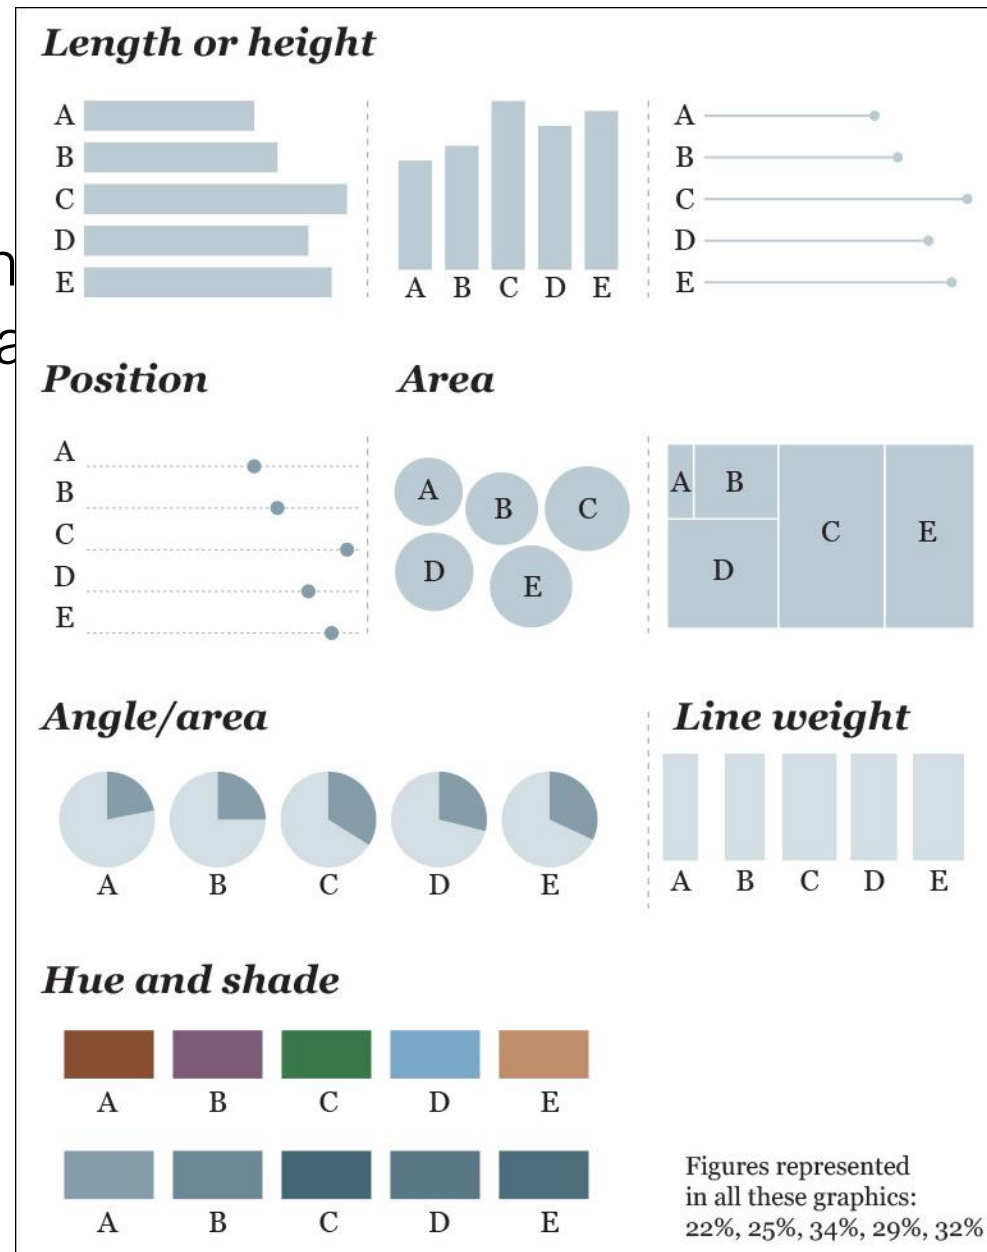 Length or height
A
B
C
D
E
A B C D E
A
B
C
D
E
Position
A
B
C
D
E
Area
A
B
C
D
E
A
B
C
D
E
Angle/area
A B C D E
Line weight
A B C D E
Hue and shade
A B C D E
A B C D E
Figures represented
in all these graphics:
22%, 25%, 34%, 29%, 32%